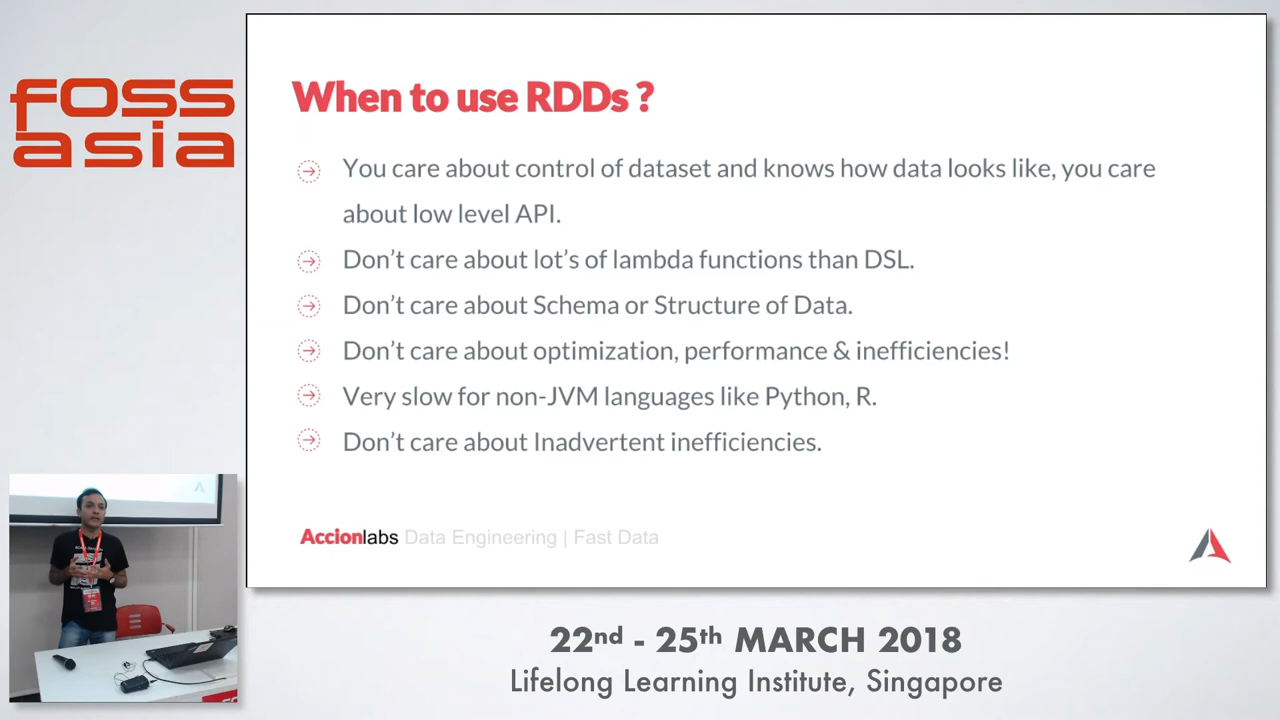 foss
asia
When to use RDDs ?
You care about control of dataset and knows how data looks like, you care
about low level API.
Don't care about lot's of lambda functions than DSL.
Don't care about Schema or Structure of Data.
Don't care about optimization, performance & inefficiencies!
Very slow for non-JVM languages like Python, R.
Don't care about Inadvertent inefficiencies.
Accionlabs Data Engineering | Fast Data
22nd - 25th MARCH 2018
Lifelong Learning Institute, Singapore